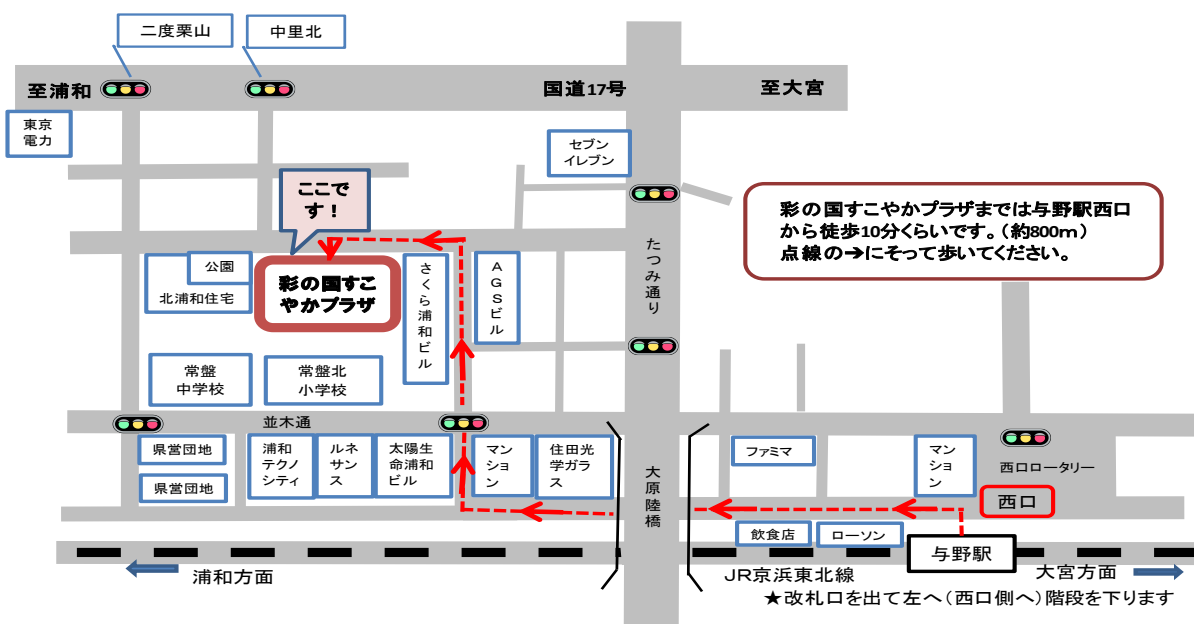 二度栗山
中里北
至浦和
国道17号
至大宮
東京
電力
セブン
イレブン
ここで
す！
彩の国すこやかプラザまでは与野駅西口
から徒歩10分くらいです。（約800ｍ）
点線の➔にそって歩いてください。
たつみ通り
公園
北浦和住宅
彩の国すこ
やかプラザ
さくら浦和ビル
ＡＧＳビル
常盤
中学校
常盤北
小学校
並木通
県営団地
県営団地
浦和
テクノ
シティ
ルネ
サン
ス
太陽生
命浦和
ビル
マン
ショ
ン
住田光
学ガラ
ス
大原陸橋
ファミマ
マン
ショ
ン
西口ロータリー
西口
飲食店
ローソン
与野駅
浦和方面
JR京浜東北線
大宮方面
★改札口を出て左へ（西口側へ）階段を下ります